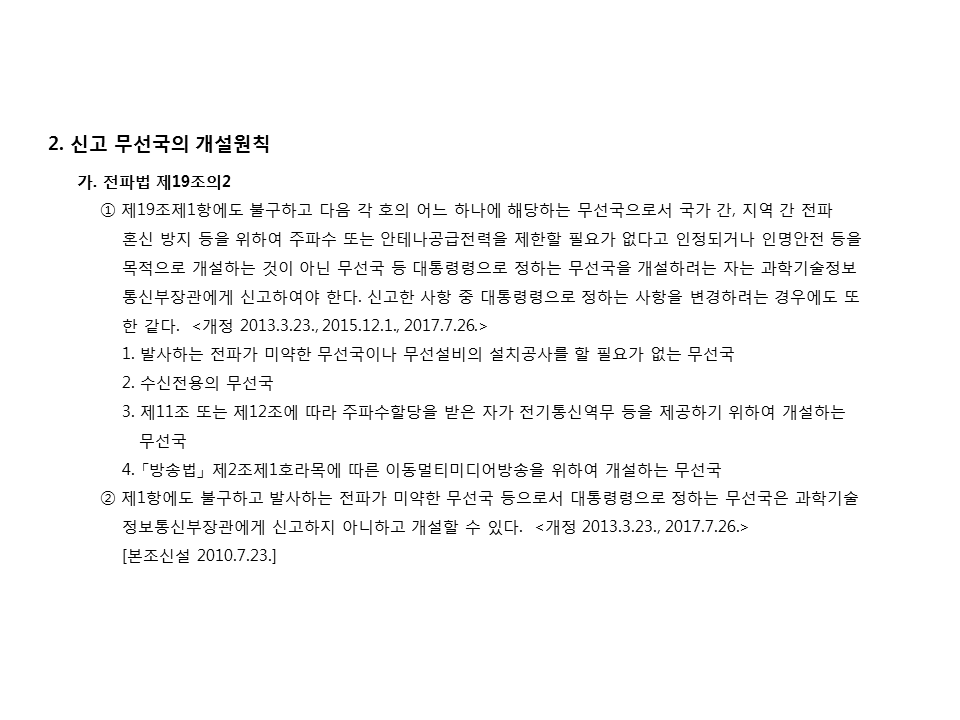 2. 신고 무선국의 개설원칙
가. 전파법 제19조의2
① 제19조제1항에도 불구하고 다음 각 호의 어느 하나에 해당하는 무선국으로서 국가 간, 지역 간 전파
혼신 방지 등을 위하여 주파수 또는 안테나공급전력을 제한할 필요가 없다고 인정되거나 인명안전 등을
목적으로 개설하는 것이 아닌 무선국 등 대통령령으로 정하는 무선국을 개설하려는 자는 과학기술정보
통신부장관에게 신고하여야 한다. 신고한 사항 중 대통령령으로 정하는 사항을 변경하려는 경우에도 또
한 같다. <개정 2013.3.23., 2015.12.1., 2017.7.26.>
1. 발사하는 전파가 미약한 무선국이나 무선설비의 설치공사를 할 필요가 없는 무선국
2. 수신전용의 무선국
3. 제11조 또는 제12조에 따라 주파수할당을 받은 자가 전기통신역무 등을 제공하기 위하여 개설하는
무선국
4. 「방송법」 제2조제1호라목에 따른 이동멀티미디어방송을 위하여 개설하는 무선국
② 제1항에도 불구하고 발사하는 전파가 미약한 무선국 등으로서 대통령령으로 정하는 무선국은 과학기술
정보통신부장관에게 신고하지 아니하고 개설할 수 있다. <개정 2013.3.23., 2017.7.26.>
[본조신설 2010.7.23.]